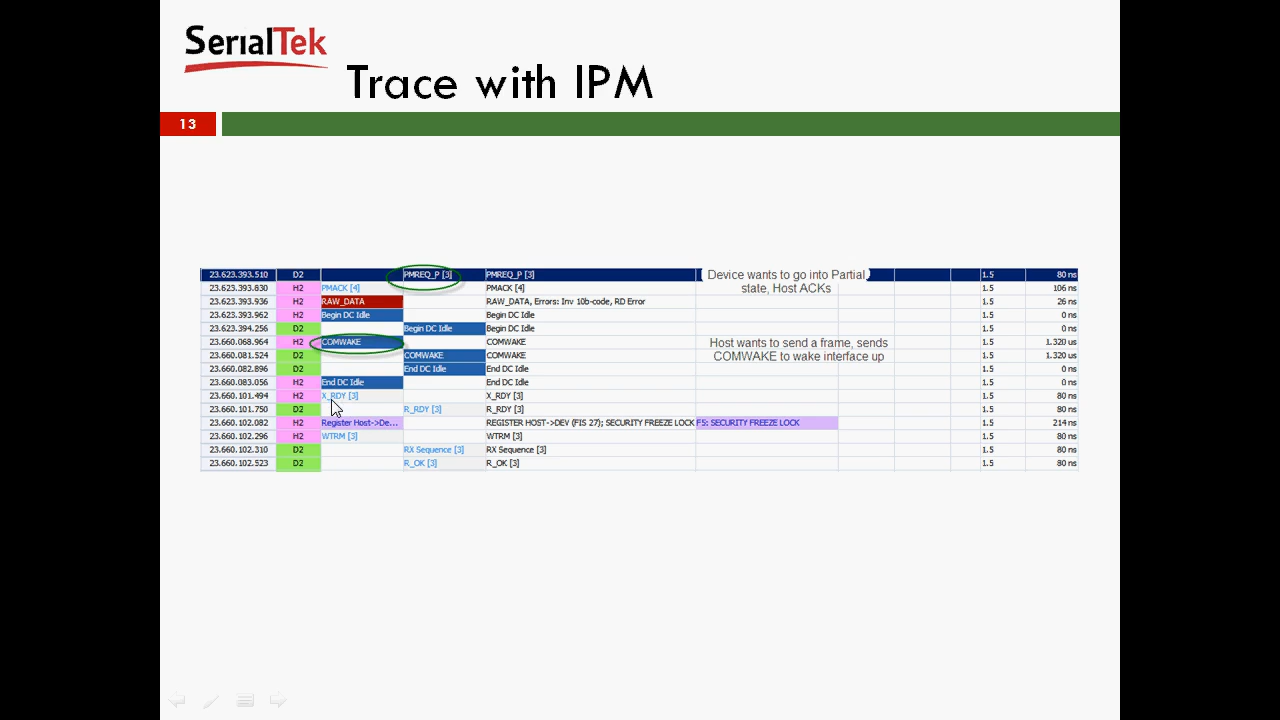 SerialTek
Trace with IPM
13
23.623.393.510 D2 PMREQ_P [3] PMREQ_P [3] Device wants to go into Partial 1.5 80 ns
23.623.393.830 H2 PMACK [4] PMACK [4] state, Host ACKs 1.5 106 ns
23.623.393.936 H2 RAW_DATA RAW_DATA, Errors: Inv 10b-code, RD Error 1.5 26 ns
23.623.393.962 H2 Begin DC Idle Begin DC Idle 1.5 0 ns
23.623.394.256 D2 Begin DC Idle Begin DC Idle 1.5 0 ns
23.660.068.964 H2 COMWAKE COMWAKE Host wants to send a frame, sends 1.5 1.320 us
23.660.081.524 D2 COMWAKE COMWAKE COMWAKE to wake interface up 1.5 1.320 us
23.660.082.896 D2 End DC Idle End DC Idle 1.5 0 ns
23.660.083.056 H2 End DC Idle End DC Idle 1.5 0 ns
23.660.101.494 H2 X_RDY [3] X_RDY [3] 1.5 80 ns
23.660.101.750 D2 R_RDY [3] R_RDY [3] 1.5 80 ns
23.660.102.082 H2 Register Host->De... REGISTER HOST->DEV (FIS 27); SECURITY FREEZE LOCK F5: SECURITY FREEZE LOCK 1.5 214 ns
23.660.102.296 H2 WTRM [3] WTRM [3] 1.5 80 ns
23.660.102.310 D2 RX Sequence [3] RX Sequence [3] 1.5 80 ns
23.660.102.523 D2 R_OK [3] R_OK [3] 1.5 80 ns